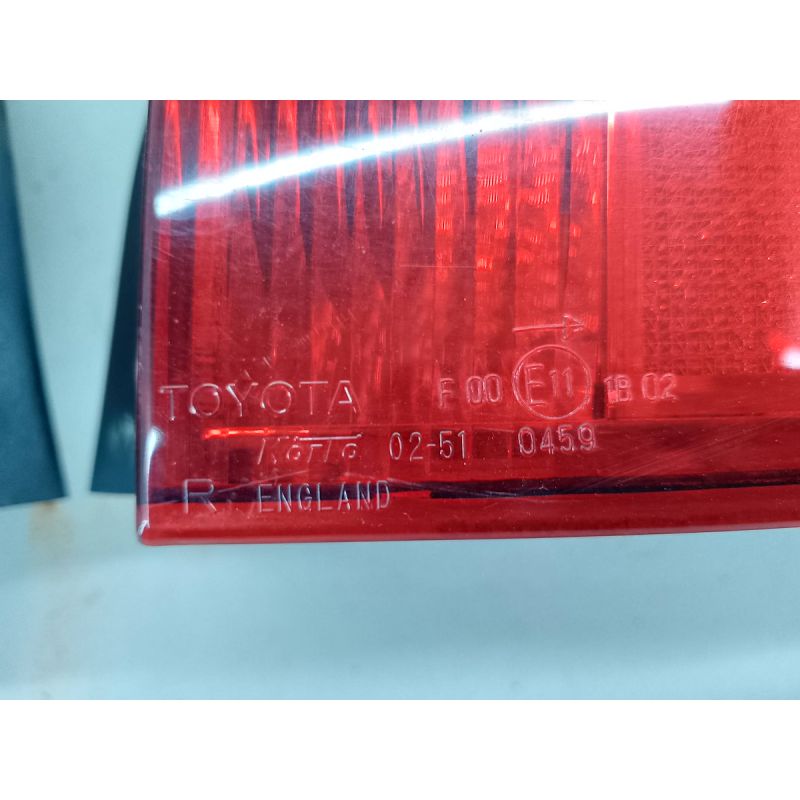 TOYOTA F 00 E11 1B 02
Koito 02-51 0459
R ENGLAND